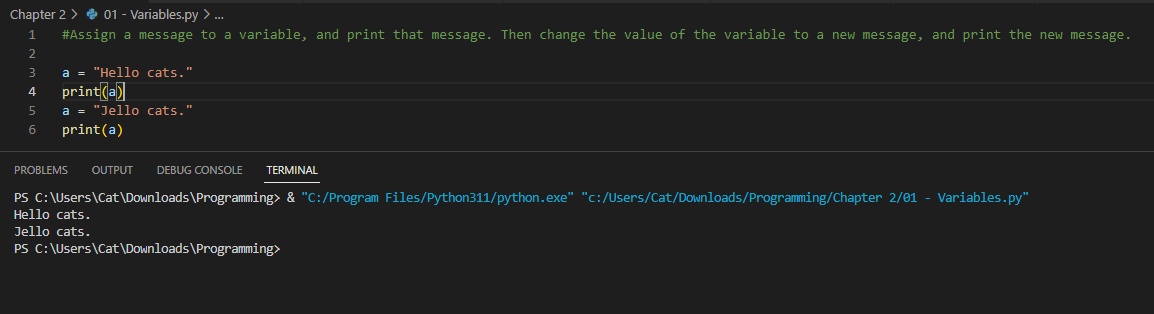 Chapter 2 > 01 - Variables.py > ...
1 #Assign a message to a variable, and print that message. Then change the value of the variable to a new message, and print the new message.
2
3 a = "Hello cats."
4 print(a)
5 a = "Jello cats."
6 print(a)
PROBLEMS OUTPUT DEBUG CONSOLE TERMINAL
PS C:\Users\Cat\Downloads\Programming> & "C:/Program Files/Python311/python.exe" "c:/Users/Cat/Downloads/Programming/Chapter 2/01 - Variables.py"
Hello cats.
Jello cats.
PS C:\Users\Cat\Downloads\Programming>